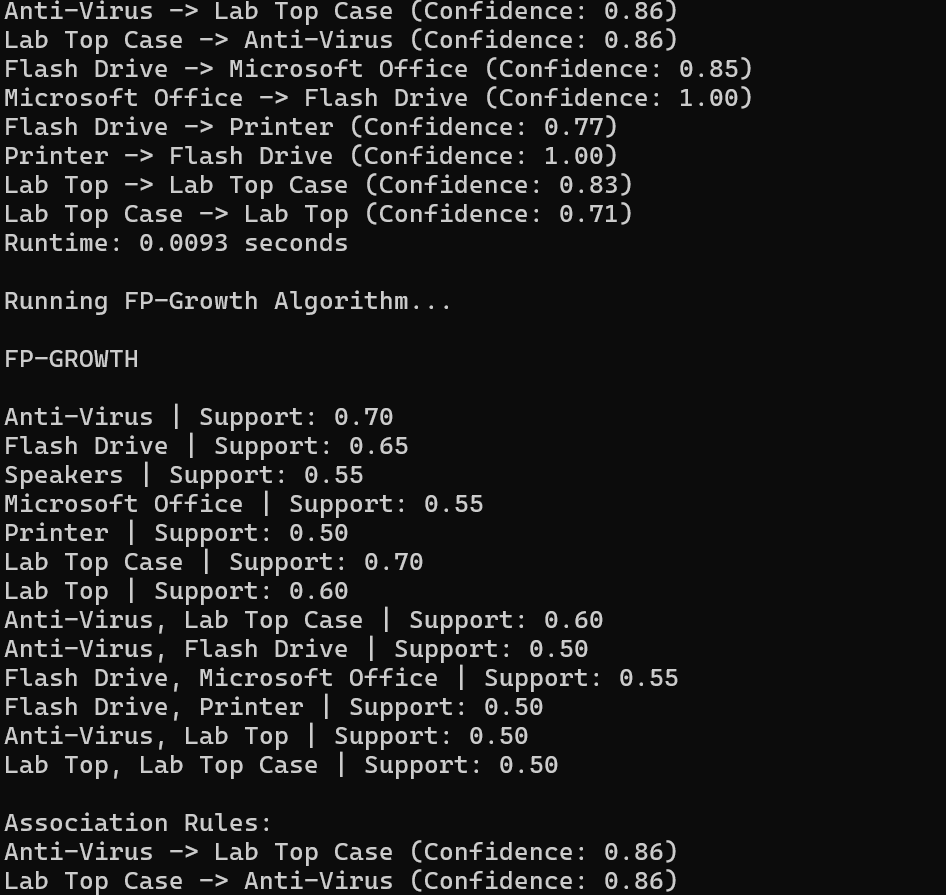 Anti-Virus -> Lab Top Case (Confidence: 0.86)
Lab Top Case -> Anti-Virus (Confidence: 0.86)
Flash Drive -> Microsoft Office (Confidence: 0.85)
Microsoft Office -> Flash Drive (Confidence: 1.00)
Flash Drive -> Printer (Confidence: 0.77)
Printer -> Flash Drive (Confidence: 1.00)
Lab Top -> Lab Top Case (Confidence: 0.83)
Lab Top Case -> Lab Top (Confidence: 0.71)
Runtime: 0.0093 seconds
Running FP-Growth Algorithm...
FP-GROWTH
Anti-Virus | Support: 0.70
Flash Drive | Support: 0.65
Speakers | Support: 0.55
Microsoft Office | Support: 0.55
Printer | Support: 0.50
Lab Top Case | Support: 0.70
Lab Top | Support: 0.60
Anti-Virus, Lab Top Case | Support: 0.60
Anti-Virus, Flash Drive | Support: 0.50
Flash Drive, Microsoft Office | Support: 0.55
Flash Drive, Printer | Support: 0.50
Anti-Virus, Lab Top | Support: 0.50
Lab Top, Lab Top Case | Support: 0.50
Association Rules:
Anti-Virus -> Lab Top Case (Confidence: 0.86)
Lab Top Case -> Anti-Virus (Confidence: 0.86)